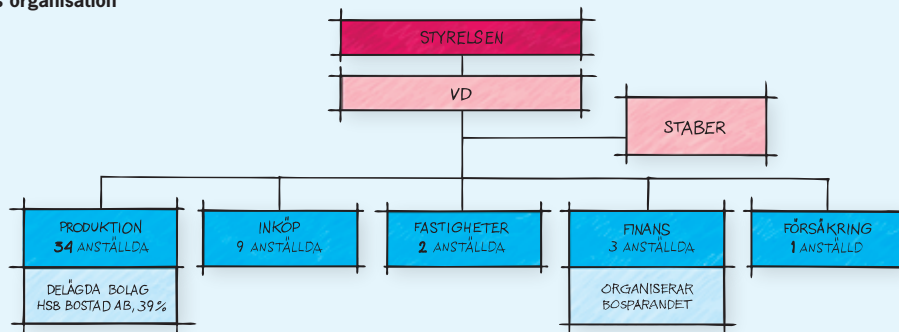 organisation
STYRELSEN
VD
STABER
PRODUKTION
34 ANSTÄLLDA
INKÖP
9 ANSTÄLLDA
FASTIGHETER
2 ANSTÄLLDA
FINANS
3 ANSTÄLLDA
FÖRSÄKRING
1 ANSTÄLLD
DELÄGDA BOLAG
HSB BOSTAD AB, 39%
ORGANISERAR
BOSPARANDET